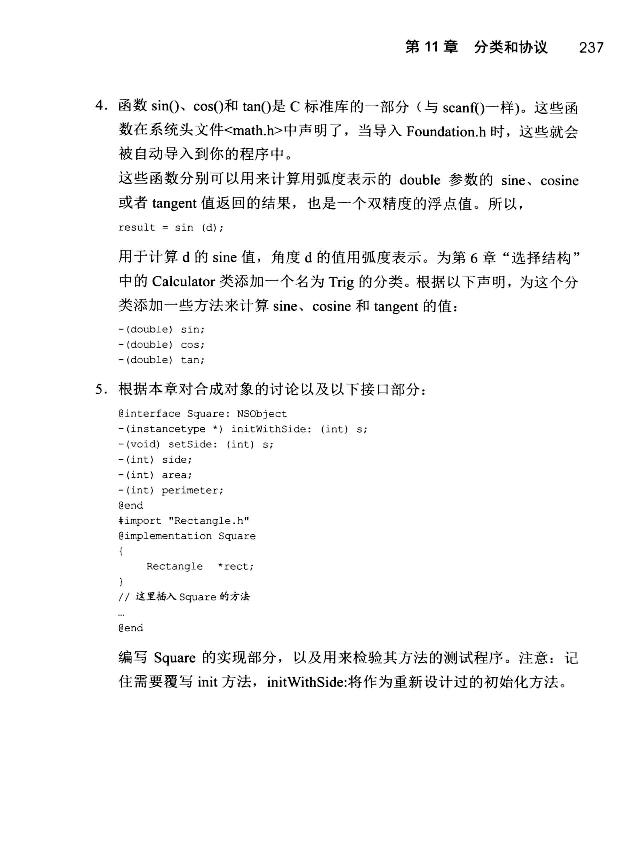 第 11 章 分类和协议 237
4. 函数 sin()、cos()和 tan()是 C 标准库的一部分（与 scanf()一样)。这些函
数在系统头文件<math.h>中声明了，当导入 Foundation.h 时，这些就会
被自动导入到你的程序中。
这些函数分别可以用来计算用弧度表示的 double 参数的 sine、cosine
或者 tangent 值返回的结果，也是一个双精度的浮点值。所以，
result = sin (d);
用于计算 d 的 sine 值，角度 d 的值用弧度表示。为第 6 章“选择结构”
中的 Calculator 类添加一个名为 Trig 的分类。根据以下声明，为这个分
类添加一些方法来计算 sine、cosine 和 tangent 的值：
-(double) sin;
-(double) cos;
-(double) tan;
5. 根据本章对合成对象的讨论以及以下接口部分：
@interface Square: NSObject
-(instancetype *) initWithSide: (int) s;
-(void) setSide: (int) s;
-(int) side;
-(int) area;
-(int) perimeter;
@end
#import "Rectangle.h"
@implementation Square
{
Rectangle *rect;
}
// 这里插入 Square 的方法
…
@end
编写 Square 的实现部分，以及用来检验其方法的测试程序。注意：记
住需要覆写 init 方法，initWithSide:将作为重新设计过的初始化方法。